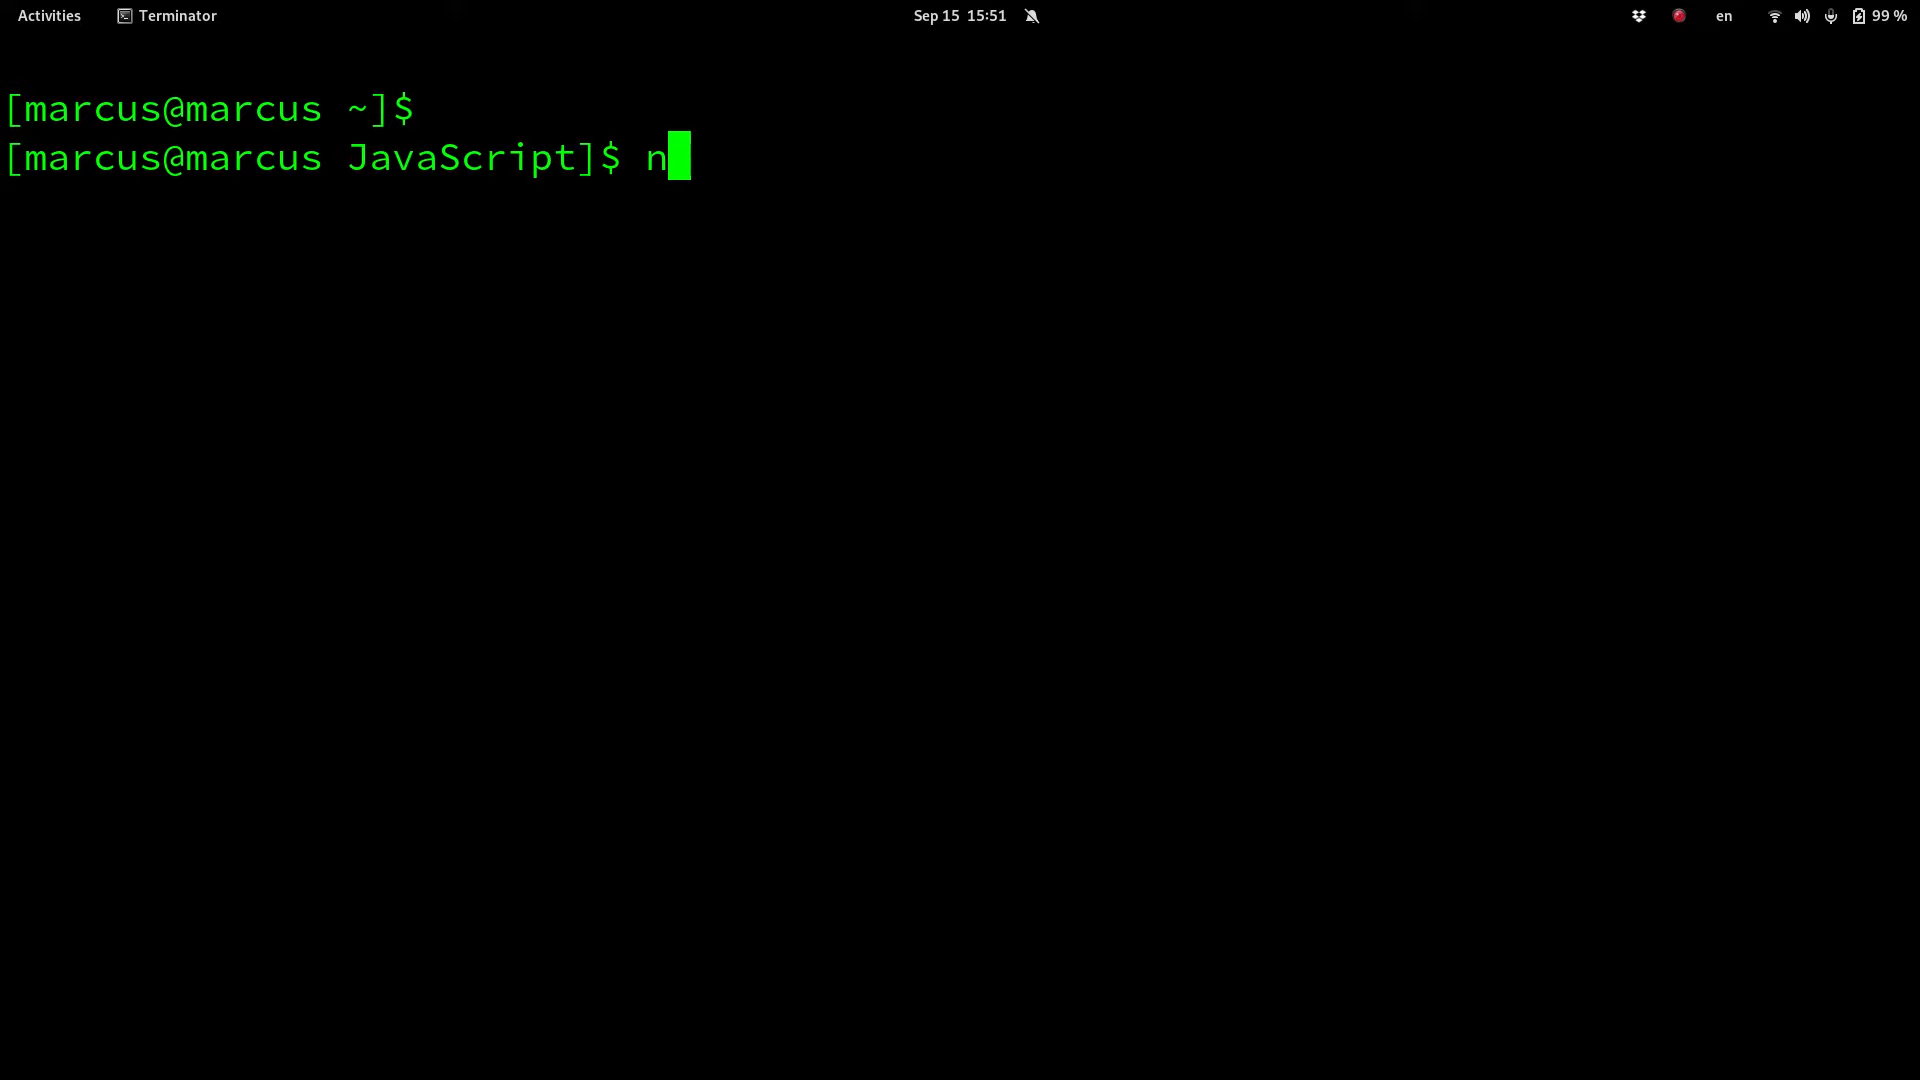 Activities Terminator Sep 15 15:51 en 99 %
[marcus@marcus ~]$
[marcus@marcus JavaScript]$ n